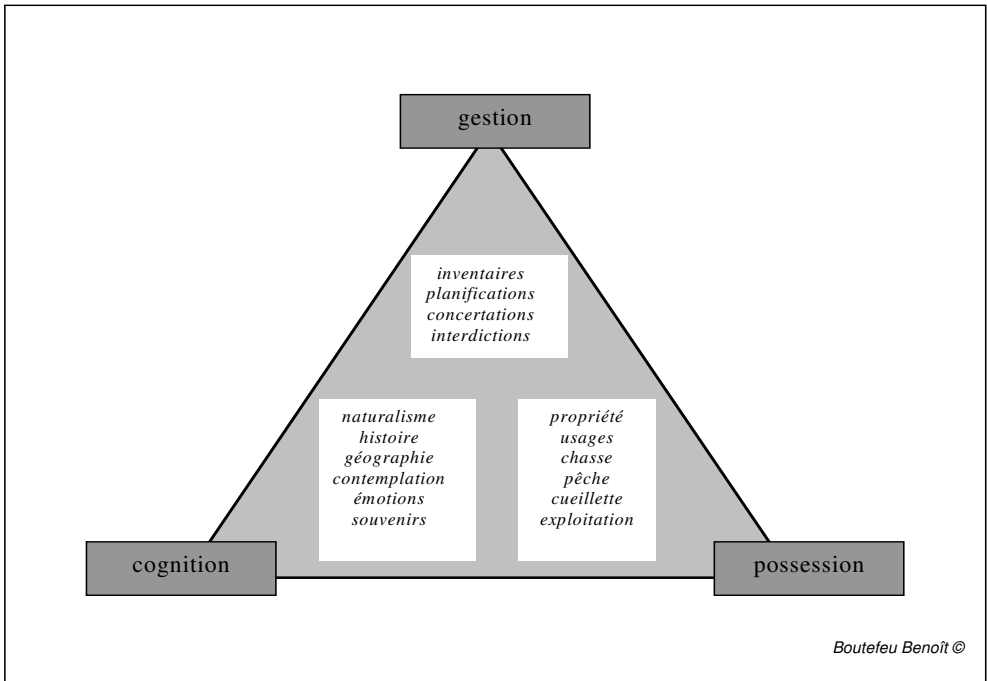 gestion
inventaires
planifications
concertations
interdictions
naturalisme
histoire
géographie
contemplation
émotions
souvenirs
propriété
usages
chasse
pêche
cueillette
exploitation
cognition
possession
Boutefeu Benoît ©